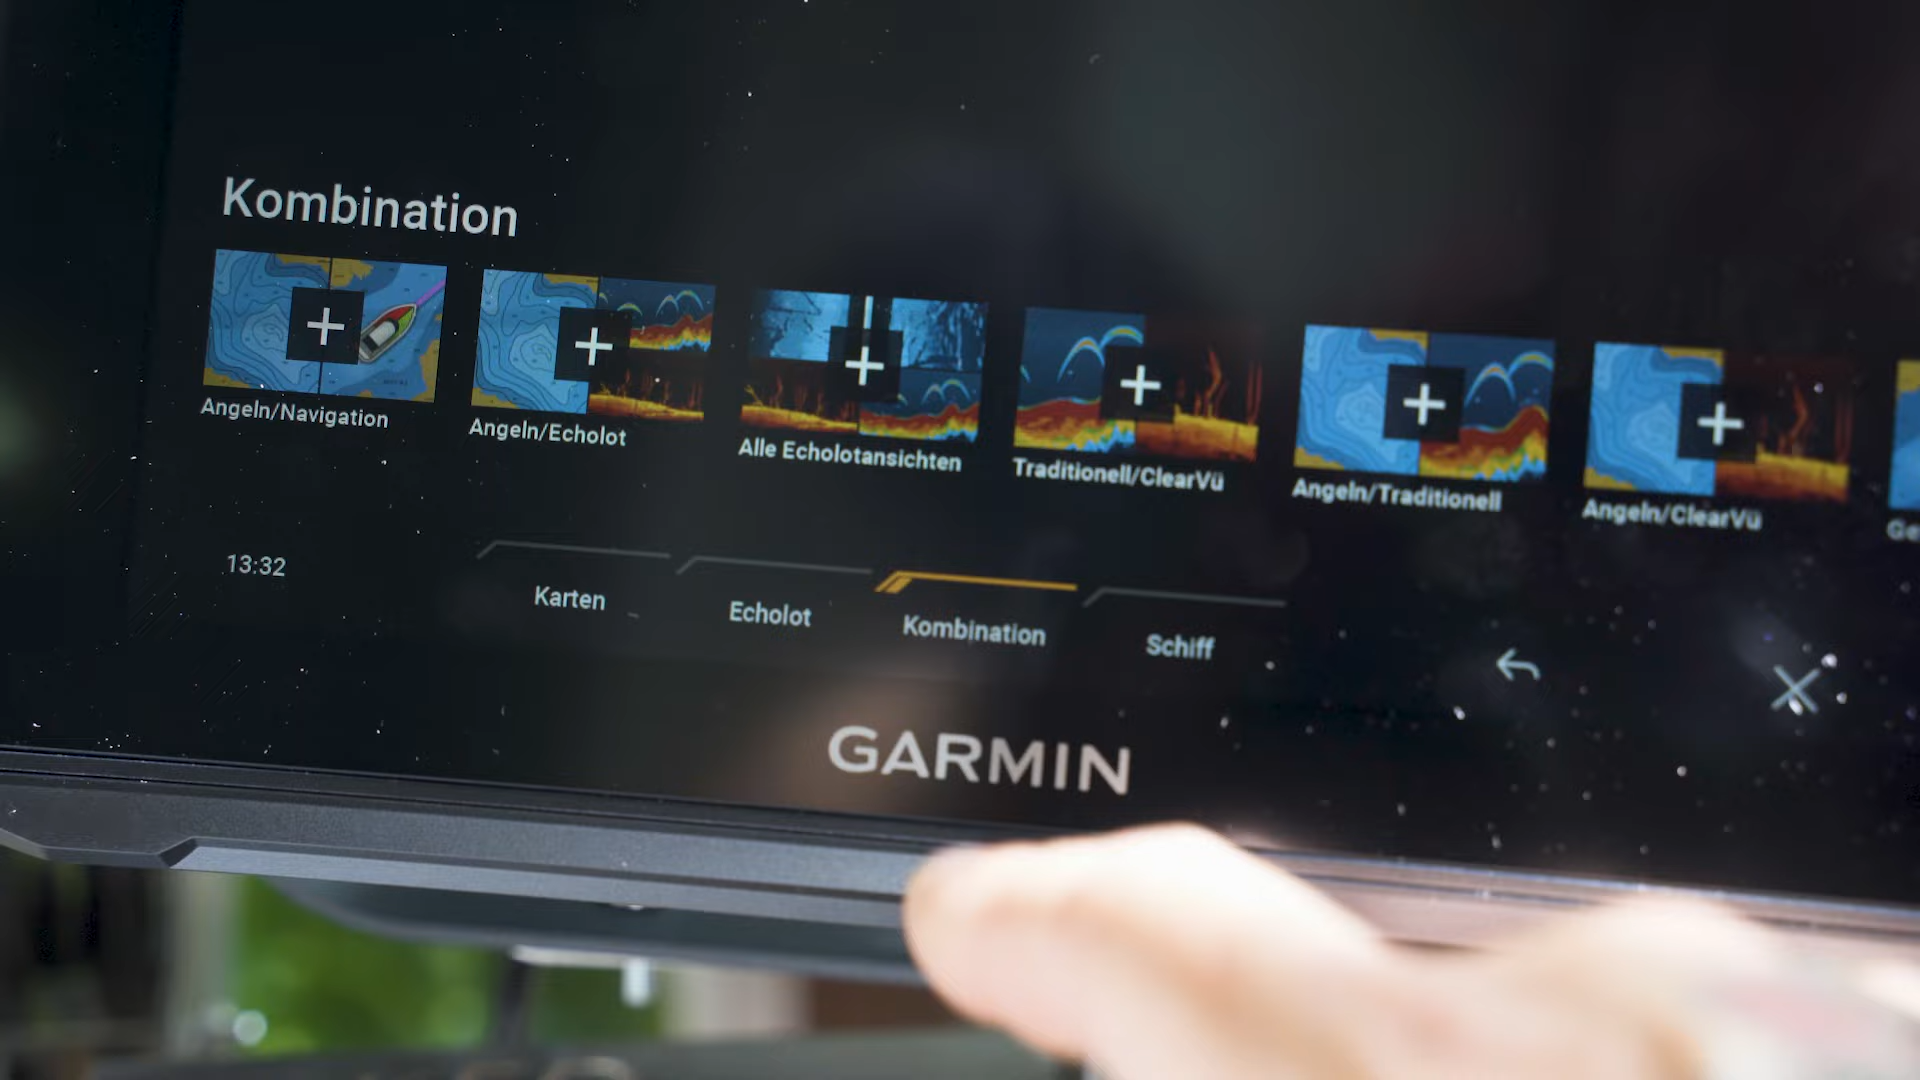 Kombination
Angeln/Navigation
Angeln/Echolot
Alle Echolotansichten
Traditionell/ClearVü
Angeln/Traditionell
Angeln/ClearVü
13:32
Karten
Echolot
Kombination
Schiff
GARMIN